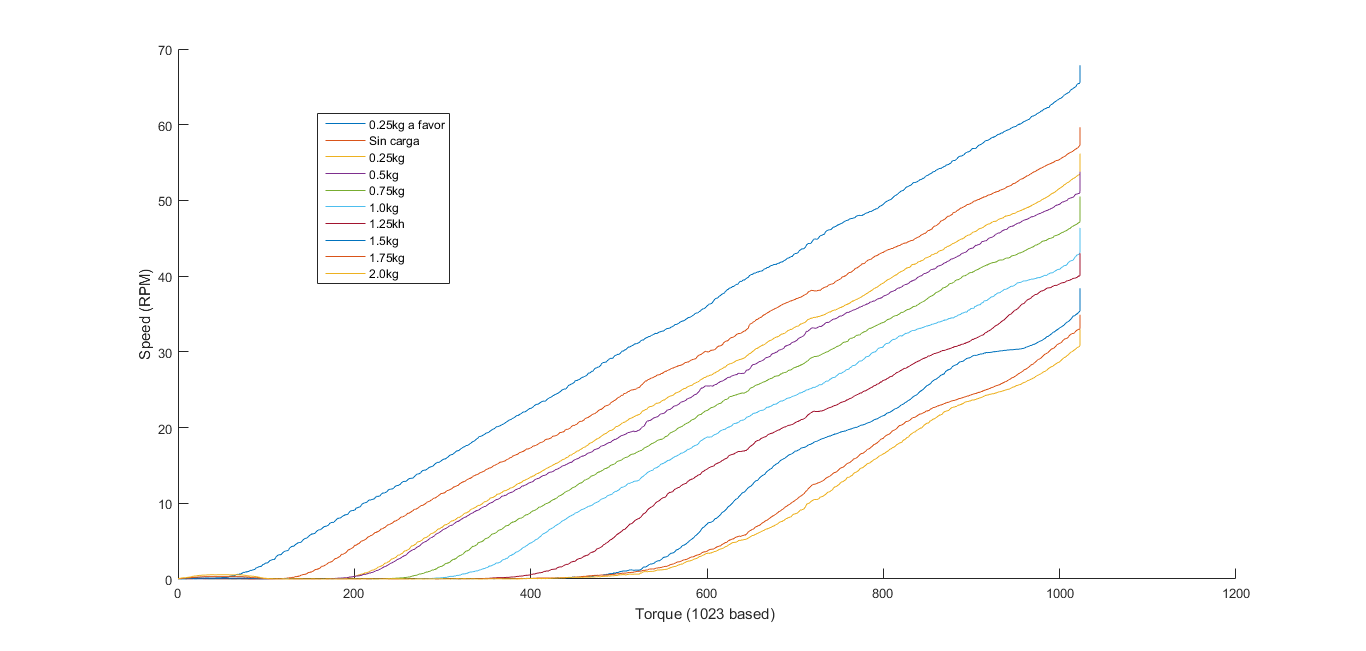 70
60
50
40
30
20
10
0
0.25kg a favor
Sin carga
0.25kg
0.5kg
0.75kg
1.0kg
1.25kh
1.5kg
1.75kg
2.0kg
Speed (RPM)
0 200 400 600 800 1000 1200
Torque (1023 based)